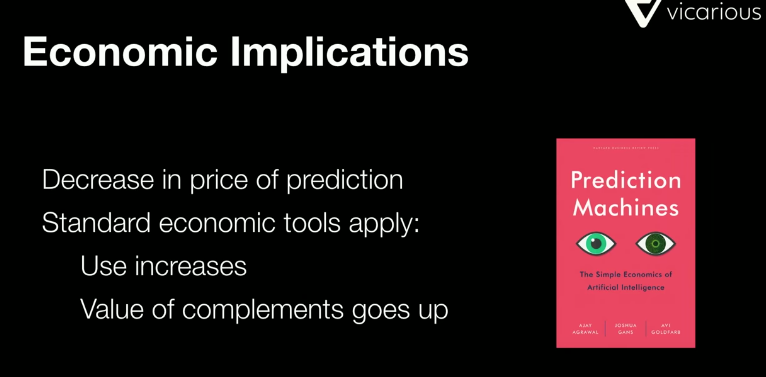 vicarious
Economic Implications
Decrease in price of prediction
Standard economic tools apply:
Use increases
Value of complements goes up
HARVARD BUSINESS REVIEW PRESS
Prediction
Machines
The Simple Economics of
Artificial Intelligence
AJAY
AGRAWAL
JOSHUA
GANS
AVI
GOLDFARB